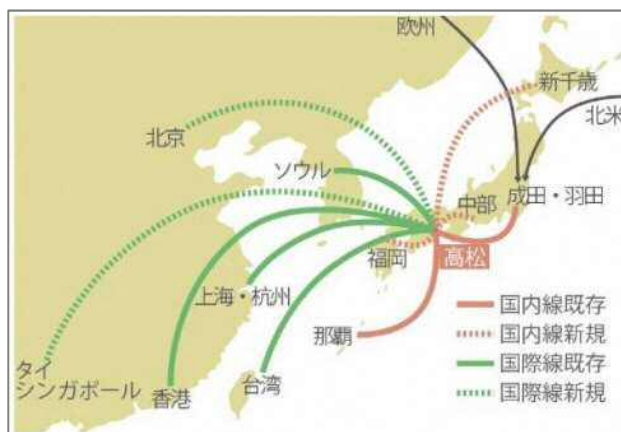 欧州
新千歳
北米
北京
ソウル
中部
成田・羽田
福岡
高松
上海・杭州
那覇
タイ
シンガポール
香港
台湾
国内線既存
国内線新規
国際線既存
国際線新規